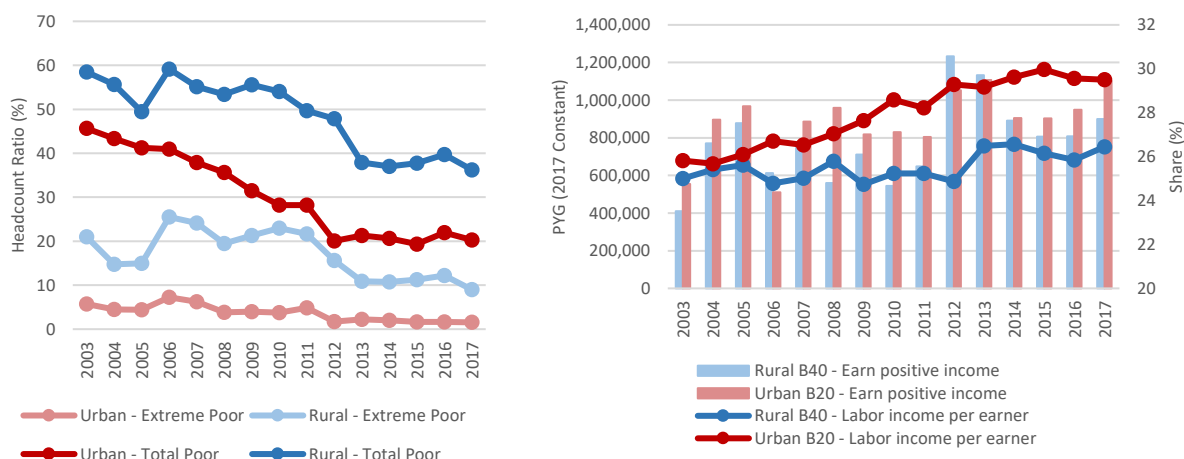 70
60
50
40
30
20
10
0
Headcount Ratio (%)
2003 2004 2005 2006 2007 2008 2009 2010 2011 2012 2013 2014 2015 2016 2017
Urban - Extreme Poor Rural - Extreme Poor
Urban - Total Poor Rural - Total Poor
1,400,000
1,200,000
1,000,000
800,000
600,000
400,000
200,000
0
PYG (2017 Constant)
32
30
28
26
24
22
20
Share (%)
2003 2004 2005 2006 2007 2008 2009 2010 2011 2012 2013 2014 2015 2016 2017
Rural B40 - Earn positive income
Urban B20 - Earn positive income
Rural B40 - Labor income per earner
Urban B20 - Labor income per earner